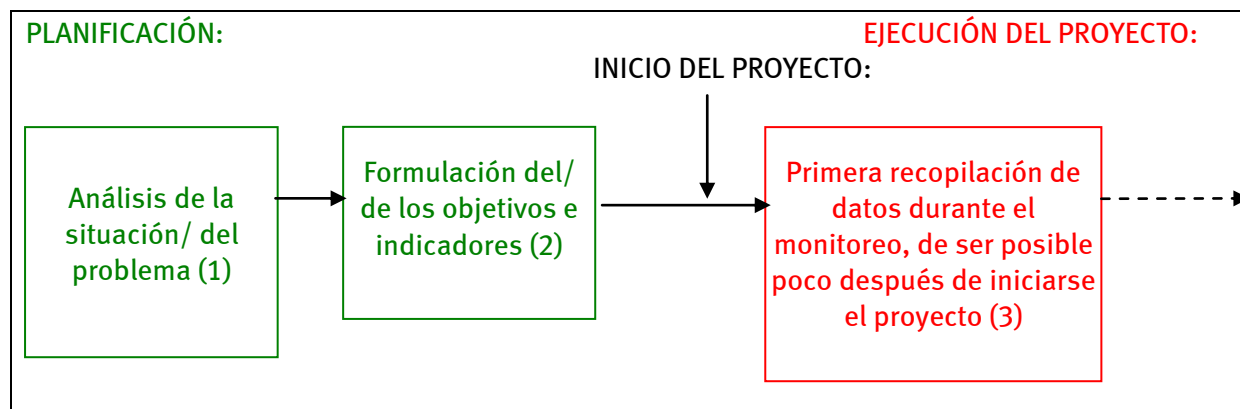 PLANIFICACIÓN:
EJECUCIÓN DEL PROYECTO:
INICIO DEL PROYECTO:
Análisis de la
situación/ del
problema (1)
Formulación del/
de los objetivos e
indicadores (2)
Primera recopilación de
datos durante el
monitoreo, de ser posible
poco después de iniciarse
el proyecto (3)